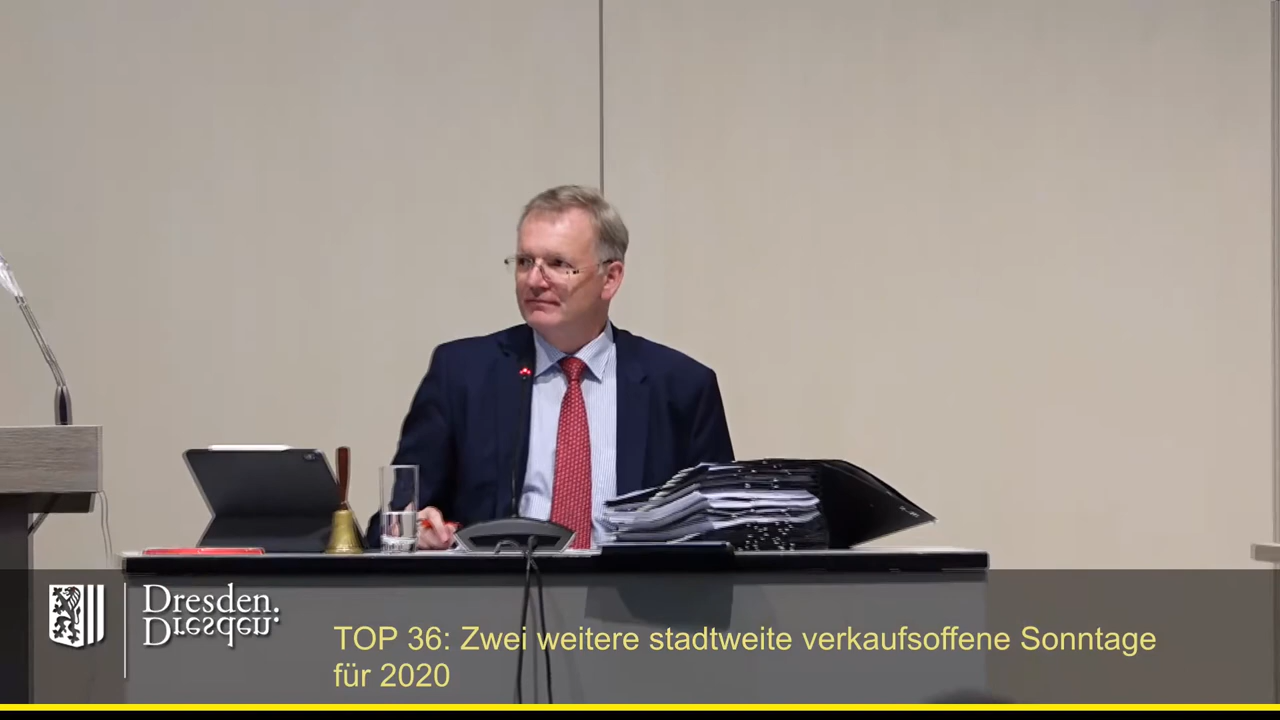 Dresden.
Dresden.
TOP 36: Zwei weitere stadtweite verkaufsoffene Sonntage
für 2020